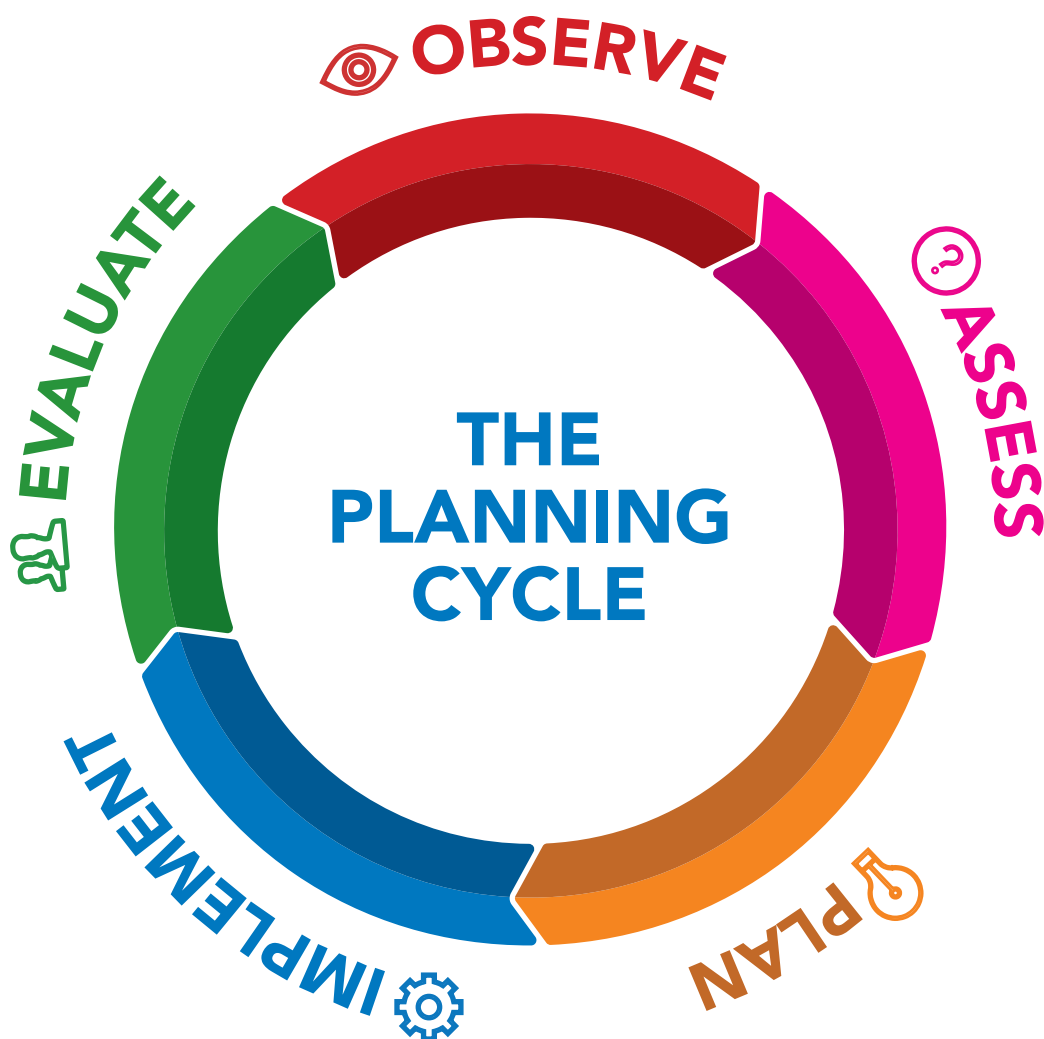 OBSERVE
ASSESS
PLAN
IMPLEMENT
EVALUATE
THE
PLANNING
CYCLE